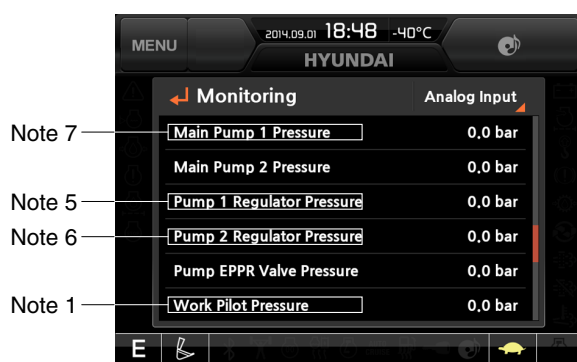 MENU 2014.09.01 18:48 -40°C
HYUNDAI
Monitoring Analog Input
Note 7 Main Pump 1 Pressure 0.0 bar
Main Pump 2 Pressure 0.0 bar
Note 5 Pump 1 Regulator Pressure 0.0 bar
Note 6 Pump 2 Regulator Pressure 0.0 bar
Pump EPPR Valve Pressure 0.0 bar
Note 1 Work Pilot Pressure 0.0 bar
E